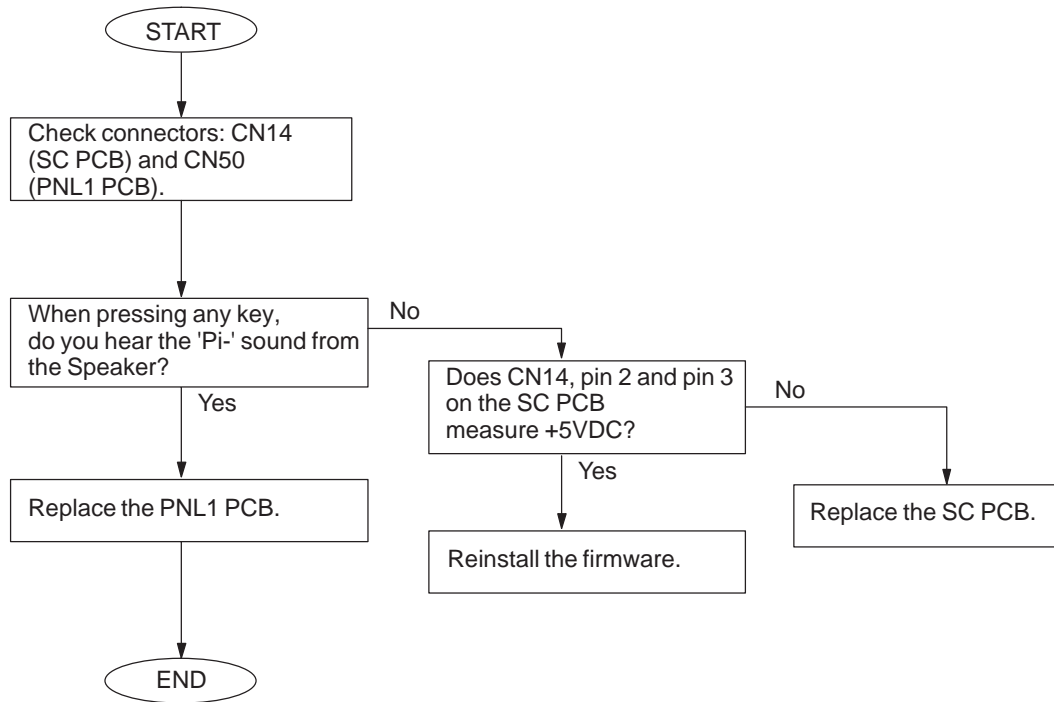 START
Check connectors: CN14
(SC PCB) and CN50
(PNL1 PCB).
When pressing any key,
do you hear the 'Pi-' sound from
the Speaker?
No
Yes
Does CN14, pin 2 and pin 3
on the SC PCB
measure +5VDC?
No
Yes
Replace the PNL1 PCB.
Reinstall the firmware.
Replace the SC PCB.
END